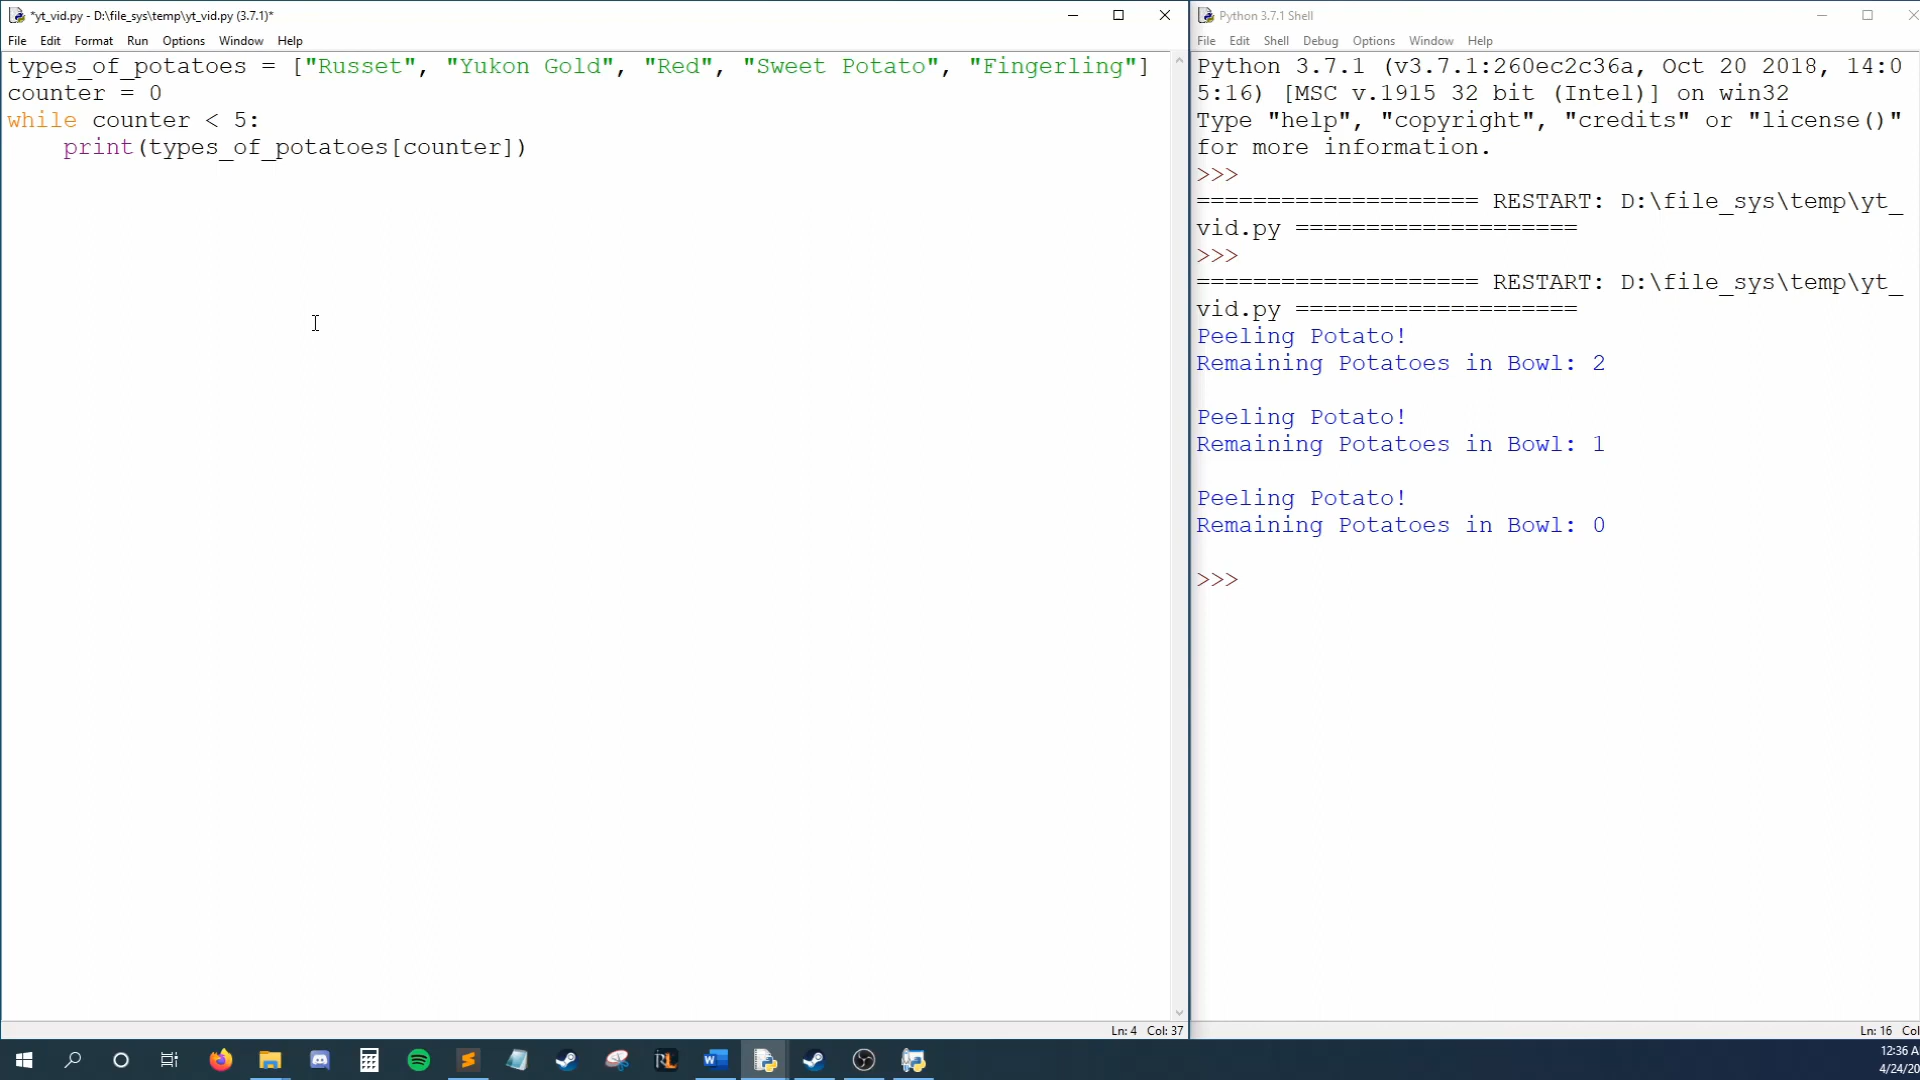 *yt_vid.py - D:\file_sys\temp\yt_vid.py (3.7.1)*
File Edit Format Run Options Window Help
types_of_potatoes = ["Russet", "Yukon Gold", "Red", "Sweet Potato", "Fingerling"]
counter = 0
while counter < 5:
    print(types_of_potatoes[counter])
Ln: 4 Col: 37
Python 3.7.1 Shell
File Edit Shell Debug Options Window Help
Python 3.7.1 (v3.7.1:260ec2c36a, Oct 20 2018, 14:0
5:16) [MSC v.1915 32 bit (Intel)] on win32
Type "help", "copyright", "credits" or "license()"
for more information.
>>>
==================== RESTART: D:\file_sys\temp\yt_
vid.py ====================
>>>
==================== RESTART: D:\file_sys\temp\yt_
vid.py ====================
Peeling Potato!
Remaining Potatoes in Bowl: 2
Peeling Potato!
Remaining Potatoes in Bowl: 1
Peeling Potato!
Remaining Potatoes in Bowl: 0
>>>
Ln: 16 Col
12:36 A
4/24/20